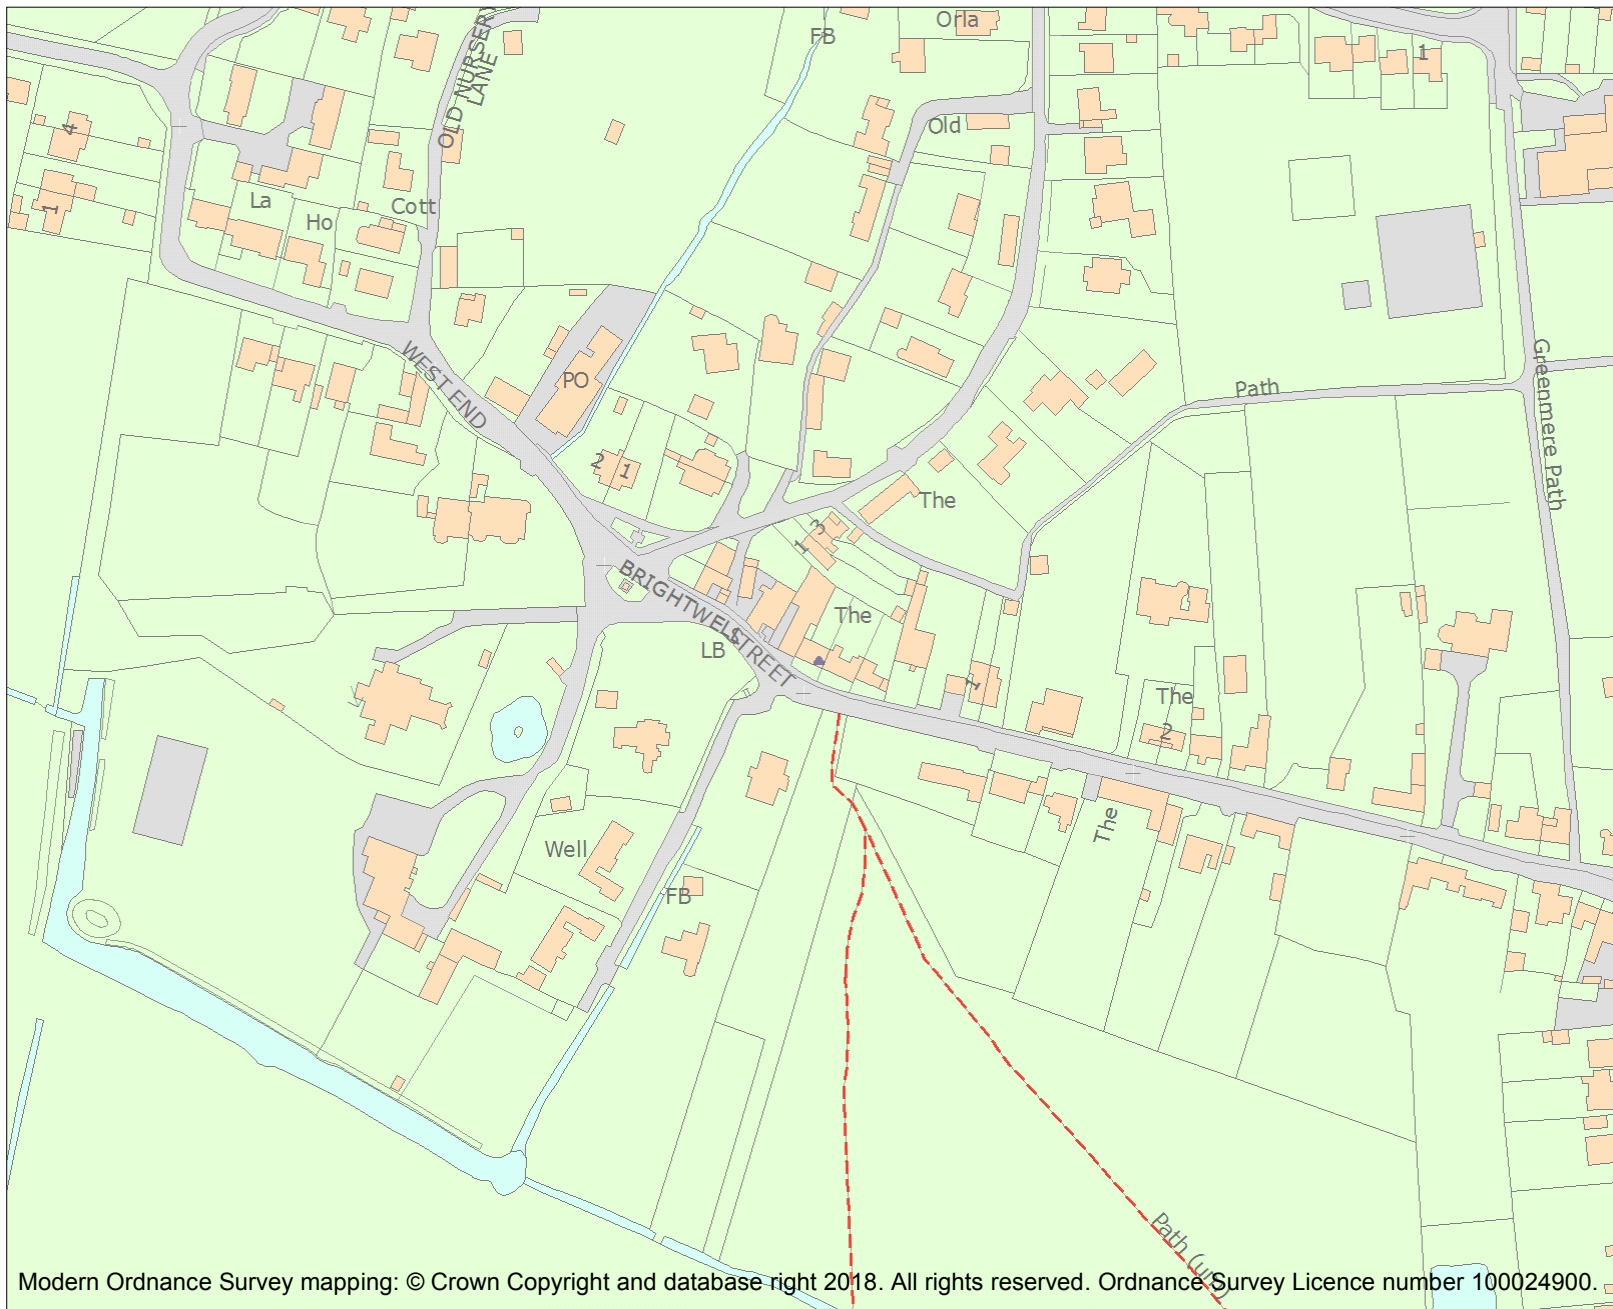 Orla
FB
OLD NURSERY
LANE
1
4
Old
1
La
Cott
Ho
Greenmere Path
WEST END
PO
Path
2
1
The
3
1
BRIGHTWELL
STREET
The
LB
1
The
2
The
Well
FB
Path (un)
Modern Ordnance Survey mapping: © Crown Copyright and database right 2018. All rights reserved. Ordnance Survey Licence number 100024900.